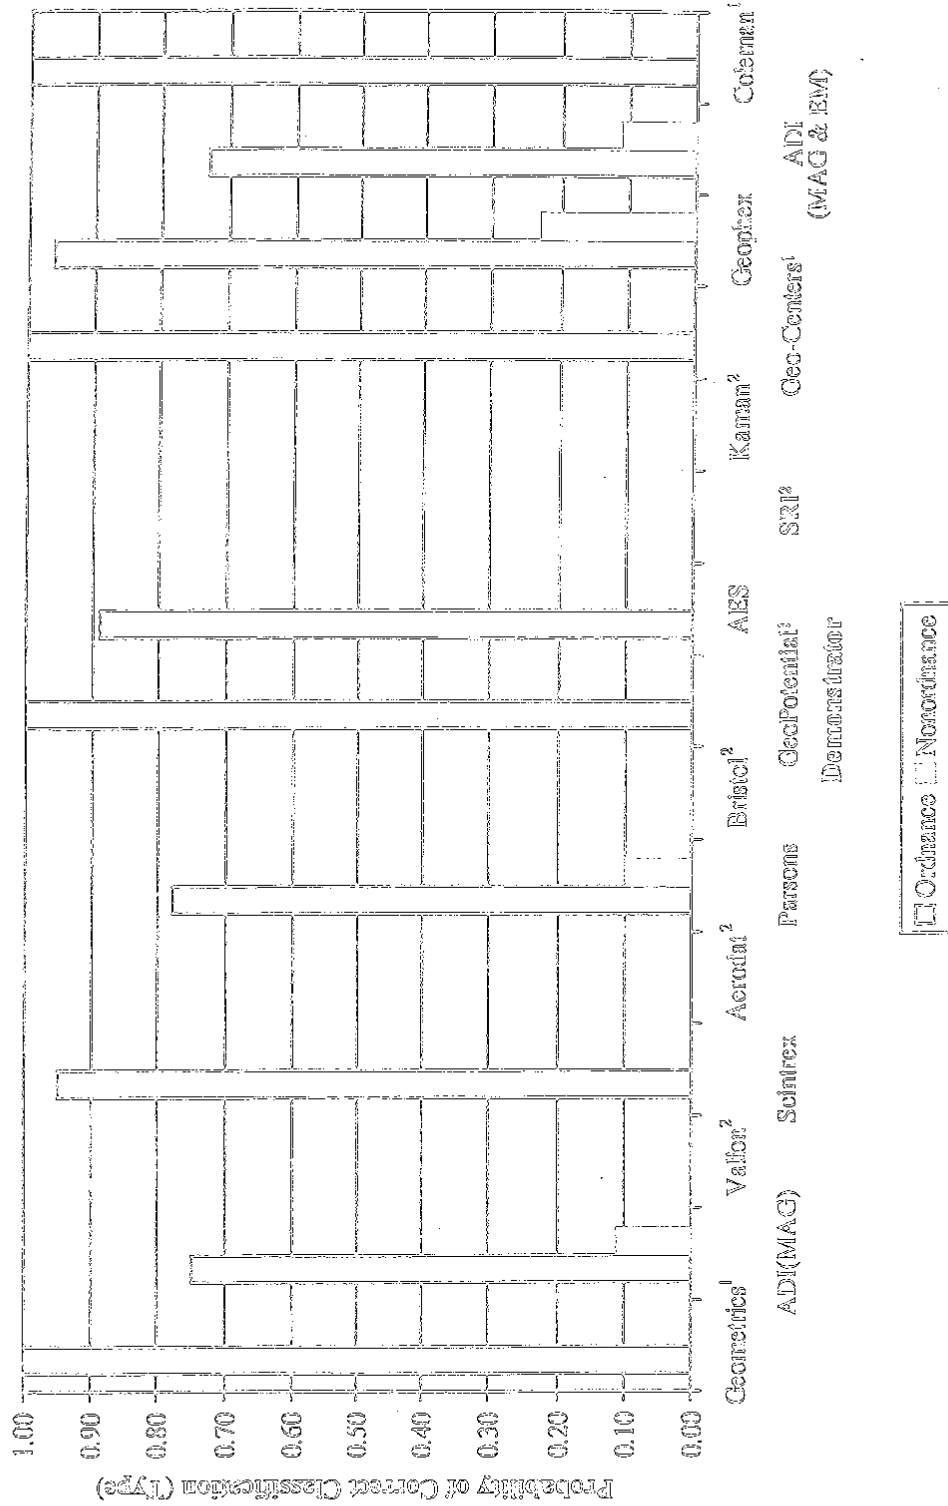 Probability of Correct Classification (Type)
1.00
0.90
0.80
0.70
0.60
0.50
0.40
0.30
0.20
0.10
0.00
Geometrics¹
ADI(MAG)
Vallon²
Scintrex
Aerodat²
Parsons
Bristol²
GeoPotential³
AES
SRI²
Kaman²
Geo-Centers¹
Geophex
ADI
(MAG & EM)
Coleman¹
Demonstrator
Ordnance Nonordnance